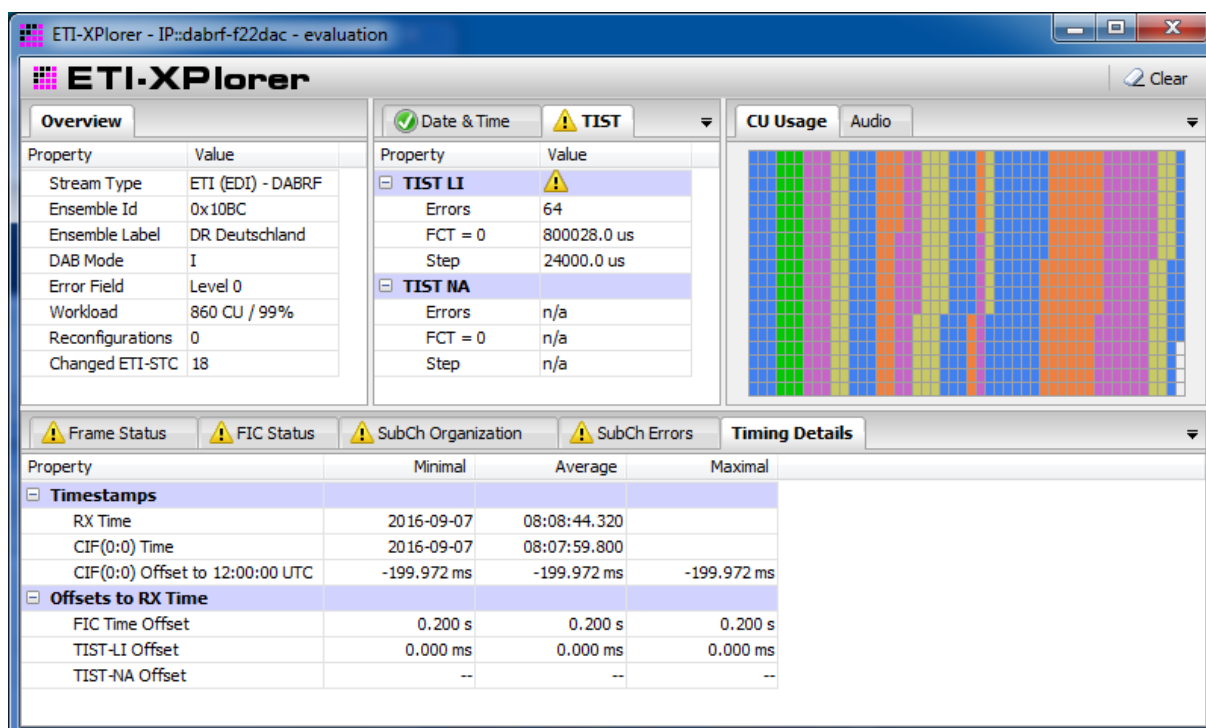 ETI-XPlorer - IP::dabrf-f22dac - evaluation
ETI-XPlorer
Clear
Overview
Property Value
Stream Type ETI (EDI) - DABRF
Ensemble Id 0x10BC
Ensemble Label DR Deutschland
DAB Mode I
Error Field Level 0
Workload 860 CU / 99%
Reconfigurations 0
Changed ETI-STC 18
Date & Time TIST
Property Value
TIST LI
Errors 64
FCT = 0 800028.0 us
Step 24000.0 us
TIST NA
Errors n/a
FCT = 0 n/a
Step n/a
CU Usage Audio
Frame Status FIC Status SubCh Organization SubCh Errors Timing Details
Property Minimal Average Maximal
Timestamps
RX Time 2016-09-07 08:08:44.320
CIF(0:0) Time 2016-09-07 08:07:59.800
CIF(0:0) Offset to 12:00:00 UTC -199.972 ms -199.972 ms -199.972 ms
Offsets to RX Time
FIC Time Offset 0.200 s 0.200 s 0.200 s
TIST-LI Offset 0.000 ms 0.000 ms 0.000 ms
TIST-NA Offset -- -- --